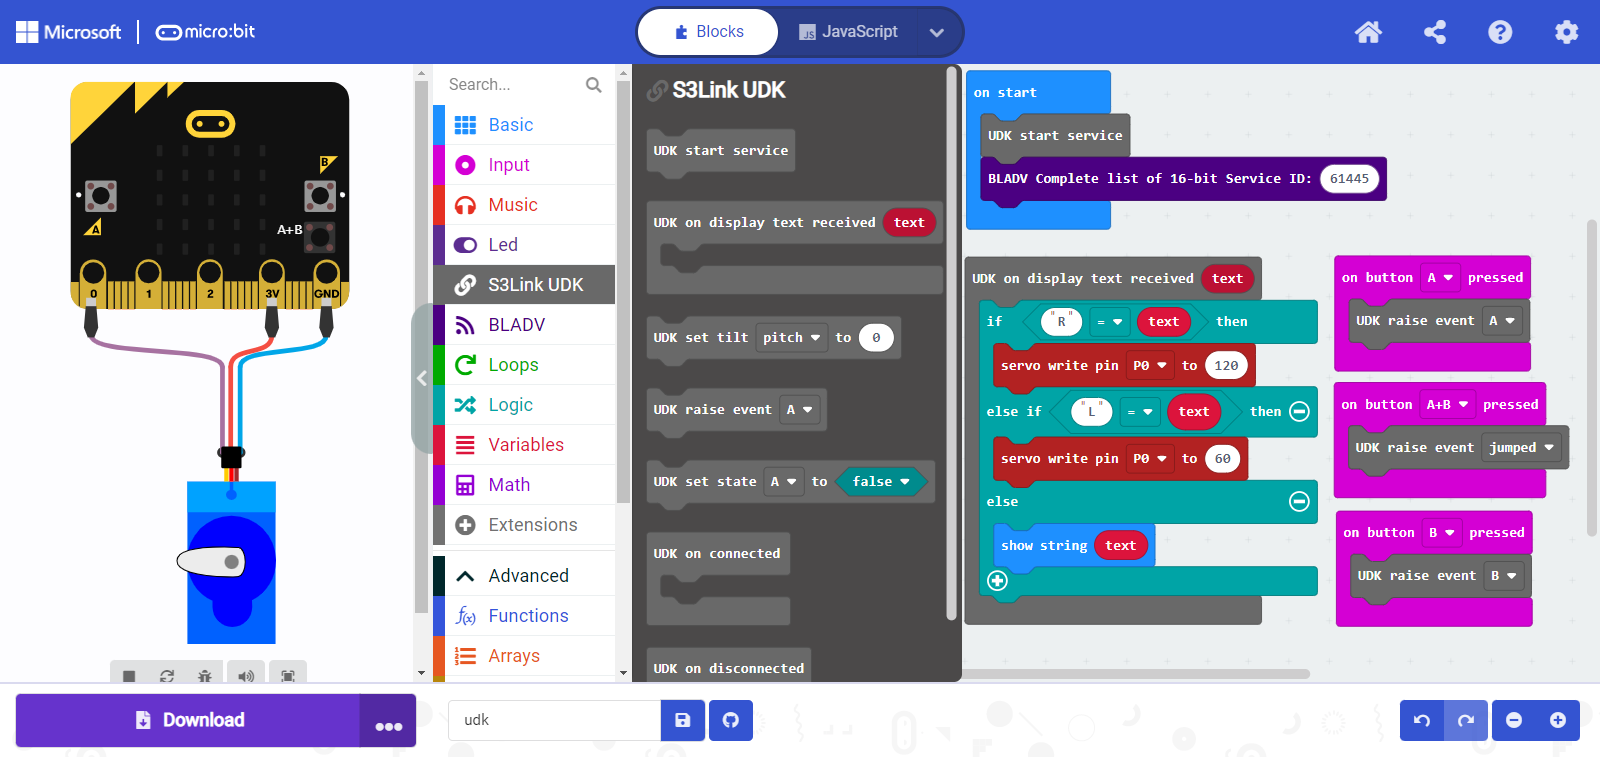 Microsoft
micro:bit
Blocks
JavaScript
B
A
A+B
0 1 2 3V GND
Search...
Basic
Input
Music
Led
S3Link UDK
BLADV
Loops
Logic
Variables
Math
Extensions
Advanced
f(x) Functions
Arrays
S3Link UDK
UDK start service
UDK on display text received text
UDK set tilt pitch to 0
UDK raise event A
UDK set state A to false
UDK on connected
UDK on disconnected
on start
UDK start service
BLADV Complete list of 16-bit Service ID: 61445
UDK on display text received text
if "R" = text then
servo write pin P0 to 120
else if "L" = text then
servo write pin P0 to 60
else
show string text
on button A pressed
UDK raise event A
on button A+B pressed
UDK raise event jumped
on button B pressed
UDK raise event B
Download
udk